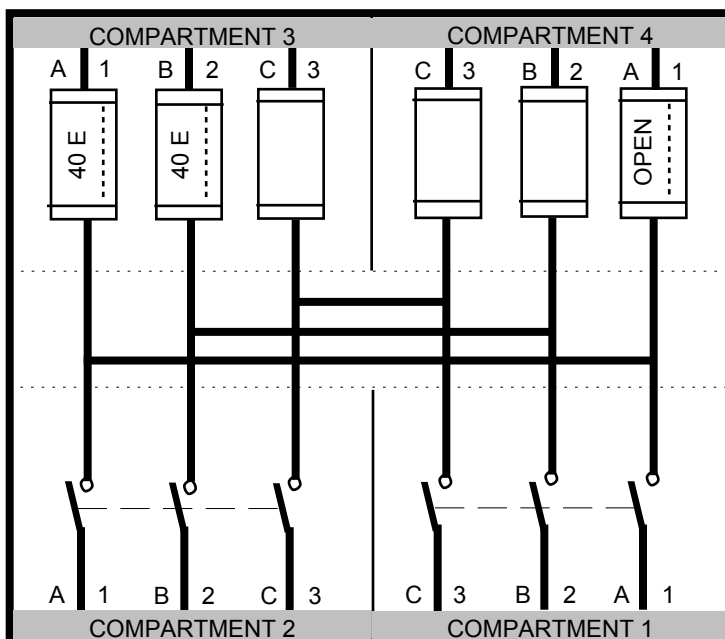 COMPARTMENT 3 COMPARTMENT 4
A 1 B 2 C 3 C 3 B 2 A 1
40 E 40 E OPEN
A 1 B 2 C 3 C 3 B 2 A 1
COMPARTMENT 2 COMPARTMENT 1